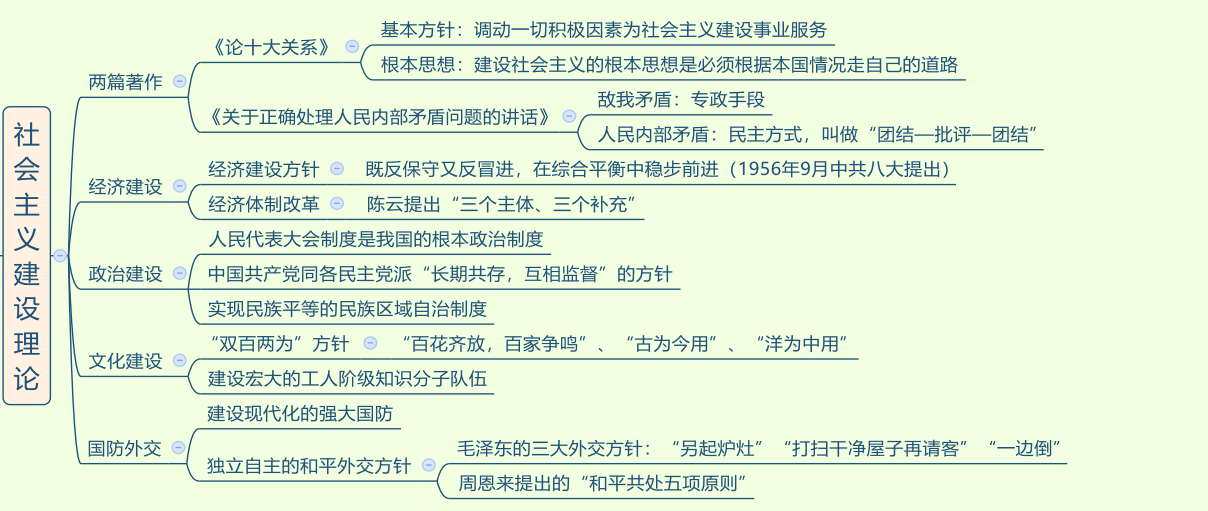 社会主义建设理论
两篇著作
《论十大关系》
基本方针：调动一切积极因素为社会主义建设事业服务
根本思想：建设社会主义的根本思想是必须根据本国情况走自己的道路
《关于正确处理人民内部矛盾问题的讲话》
敌我矛盾：专政手段
人民内部矛盾：民主方式，叫做“团结—批评—团结”
经济建设
经济建设方针
既反保守又反冒进，在综合平衡中稳步前进（1956年9月中共八大提出）
经济体制改革
陈云提出“三个主体、三个补充”
政治建设
人民代表大会制度是我国的根本政治制度
中国共产党同各民主党派“长期共存，互相监督”的方针
实现民族平等的民族区域自治制度
文化建设
“双百两为”方针
“百花齐放，百家争鸣”、“古为今用”、“洋为中用”
建设宏大的工人阶级知识分子队伍
国防外交
建设现代化的强大国防
独立自主的和平外交方针
毛泽东的三大外交方针：“另起炉灶”“打扫干净屋子再请客”“一边倒”
周恩来提出的“和平共处五项原则”